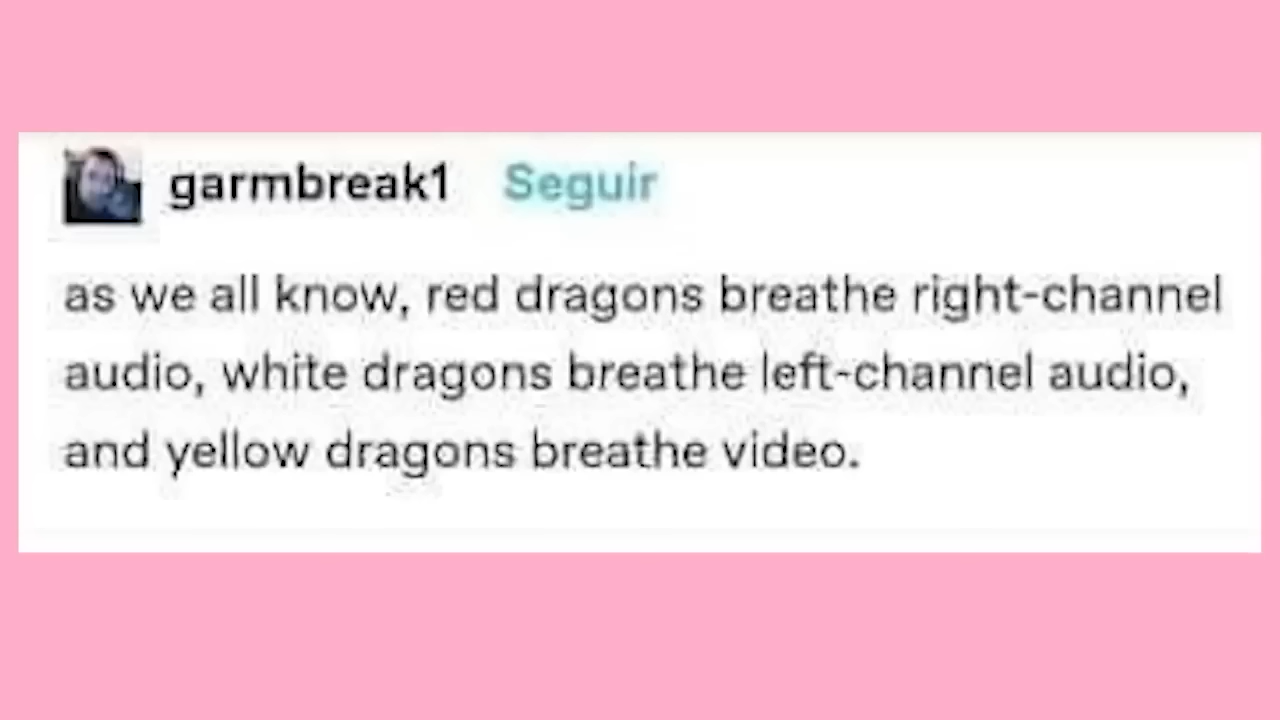 garmbreak1 Seguir
as we all know, red dragons breathe right-channel
audio, white dragons breathe left-channel audio,
and yellow dragons breathe video.